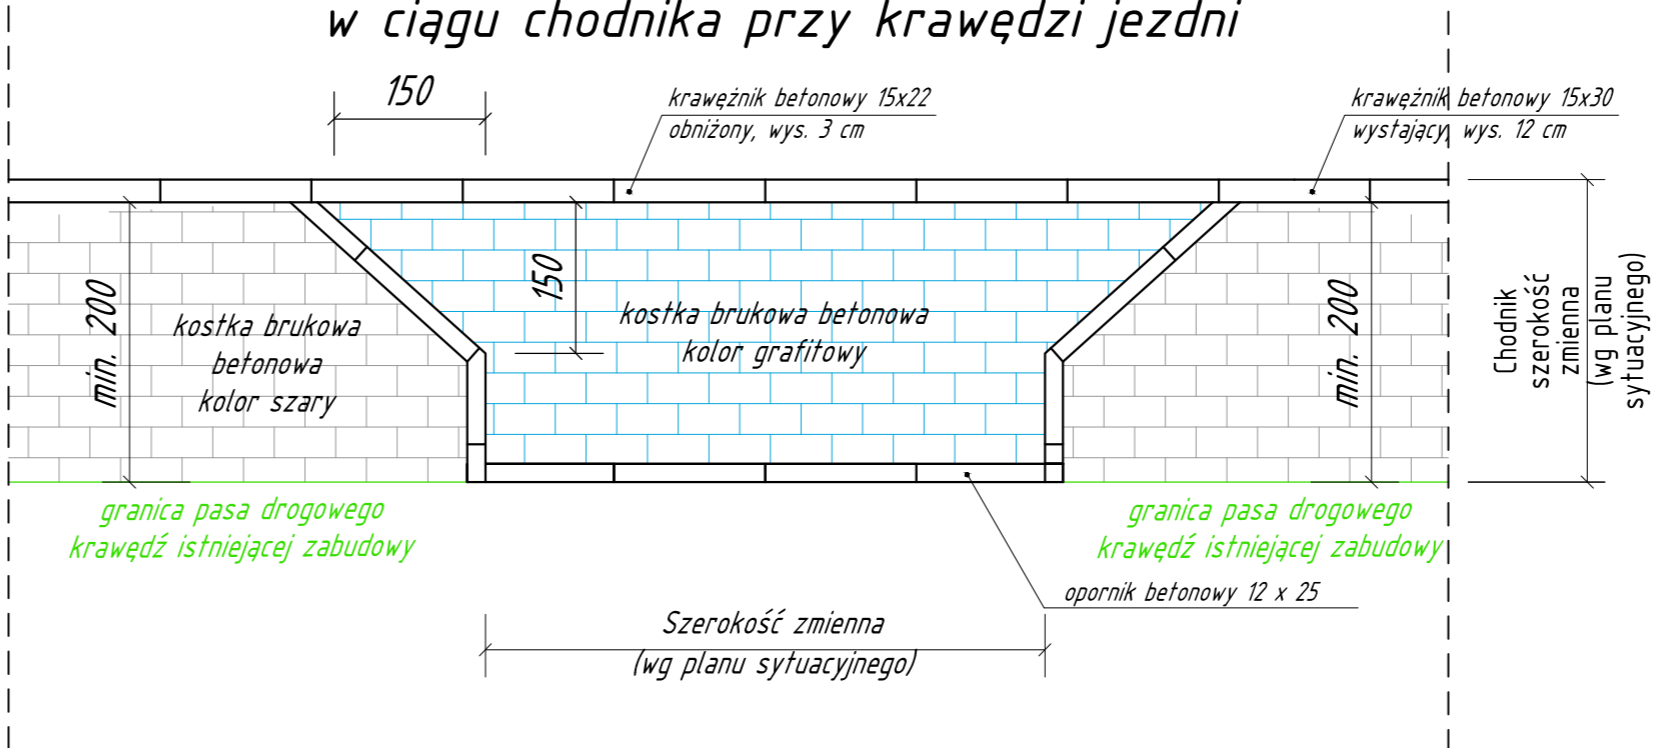 w ciągu chodnika przy krawędzi jezdni
150
krawężnik betonowy 15x22
obniżony, wys. 3 cm
krawężnik betonowy 15x30
wystający, wys. 12 cm
min. 200
kostka brukowa
betonowa
kolor szary
150
kostka brukowa betonowa
kolor grafitowy
min. 200
Chodnik
szerokość
zmienna
(wg planu
sytuacyjnego)
granica pasa drogowego
krawędź istniejącej zabudowy
granica pasa drogowego
krawędź istniejącej zabudowy
opornik betonowy 12 x 25
Szerokość zmienna
(wg planu sytuacyjnego)